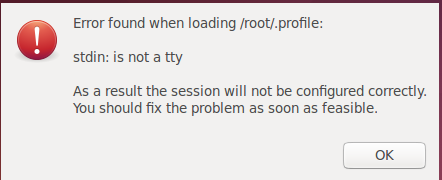 Error found when loading /root/.profile:
stdin: is not a tty
As a result the session will not be configured correctly.
You should fix the problem as soon as feasible.
OK